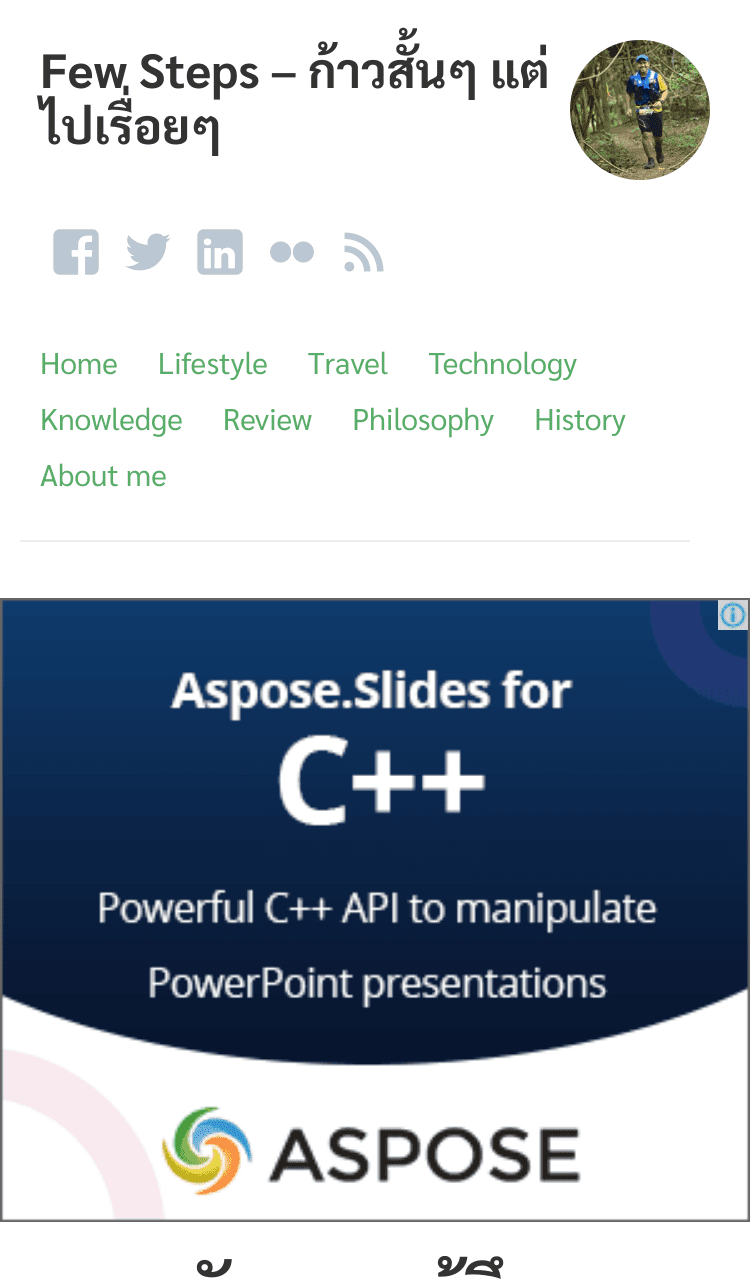 Few Steps – ก้าวสั้นๆ แต่
ไปเรื่อยๆ
Home Lifestyle Travel Technology
Knowledge Review Philosophy History
About me
Aspose.Slides for
C++
Powerful C++ API to manipulate
PowerPoint presentations
ASPOSE